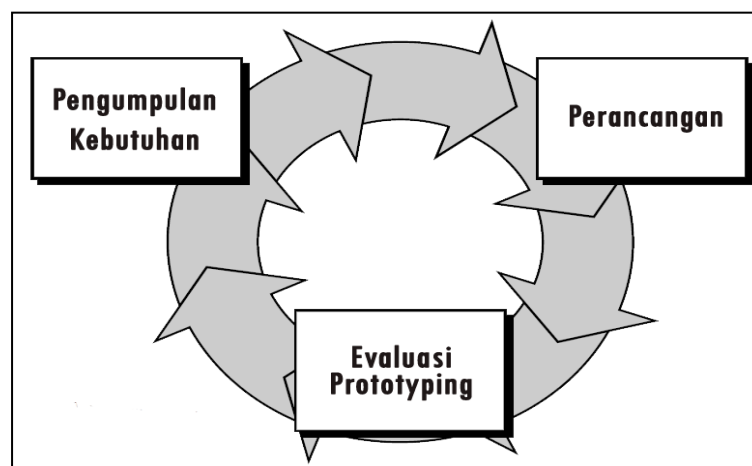 Pengumpulan
Kebutuhan
Perancangan
Evaluasi
Prototyping